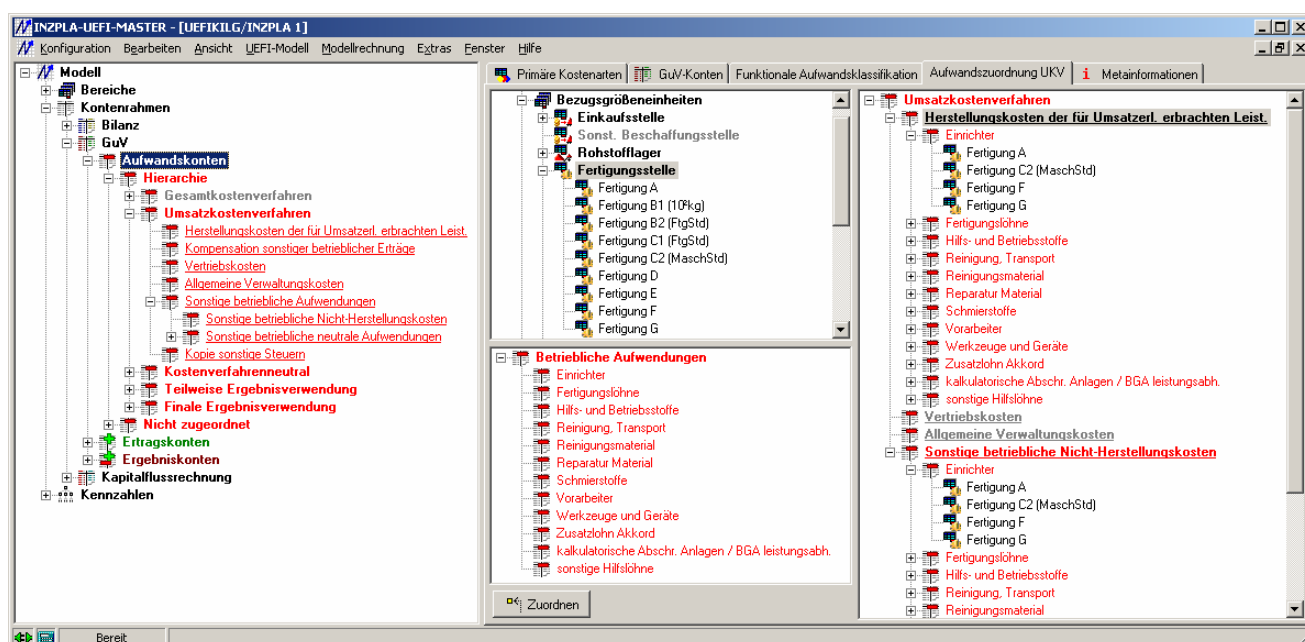 INZPLA-UEFI-MASTER - [UEFIKILG/INZPLA 1]
Konfiguration Bearbeiten Ansicht UEFI-Modell Modellrechnung Extras Fenster Hilfe
Modell
Bereiche
Kontenrahmen
Bilanz
GuV
Aufwandskonten
Hierarchie
Gesamtkostenverfahren
Umsatzkostenverfahren
Herstellungskosten der für Umsatzerl. erbrachten Leist.
Kompensation sonstiger betrieblicher Erträge
Vertriebskosten
Allgemeine Verwaltungskosten
Sonstige betriebliche Aufwendungen
Sonstige betriebliche Nicht-Herstellungskosten
Sonstige betriebliche neutrale Aufwendungen
Kopie sonstige Steuern
Kostenverfahrenneutral
Teilweise Ergebnisverwendung
Finale Ergebnisverwendung
Nicht zugeordnet
Ertragskonten
Ergebniskonten
Kapitalflussrechnung
Kennzahlen
Primäre Kostenarten GuV-Konten Funktionale Aufwandsklassifikation Aufwandszuordnung UKV Metainformationen
Bezugsgrößeneinheiten
Einkaufsstelle
Sonst. Beschaffungsstelle
Rohstofflager
Fertigungsstelle
Fertigung A
Fertigung B1 (10³kg)
Fertigung B2 (FtgStd)
Fertigung C1 (FtgStd)
Fertigung C2 (MaschStd)
Fertigung D
Fertigung E
Fertigung F
Fertigung G
Betriebliche Aufwendungen
Einrichter
Fertigungslöhne
Hilfs- und Betriebsstoffe
Reinigung, Transport
Reinigungsmaterial
Reparatur Material
Schmierstoffe
Vorarbeiter
Werkzeuge und Geräte
Zusatzlohn Akkord
kalkulatorische Abschr. Anlagen / BGA leistungsabh.
sonstige Hilfslöhne
Zuordnen
Umsatzkostenverfahren
Herstellungskosten der für Umsatzerl. erbrachten Leist.
Einrichter
Fertigung A
Fertigung C2 (MaschStd)
Fertigung F
Fertigung G
Fertigungslöhne
Hilfs- und Betriebsstoffe
Reinigung, Transport
Reinigungsmaterial
Reparatur Material
Schmierstoffe
Vorarbeiter
Werkzeuge und Geräte
Zusatzlohn Akkord
kalkulatorische Abschr. Anlagen / BGA leistungsabh.
sonstige Hilfslöhne
Vertriebskosten
Allgemeine Verwaltungskosten
Sonstige betriebliche Nicht-Herstellungskosten
Einrichter
Fertigung A
Fertigung C2 (MaschStd)
Fertigung F
Fertigung G
Fertigungslöhne
Hilfs- und Betriebsstoffe
Reinigung, Transport
Reinigungsmaterial
Bereit